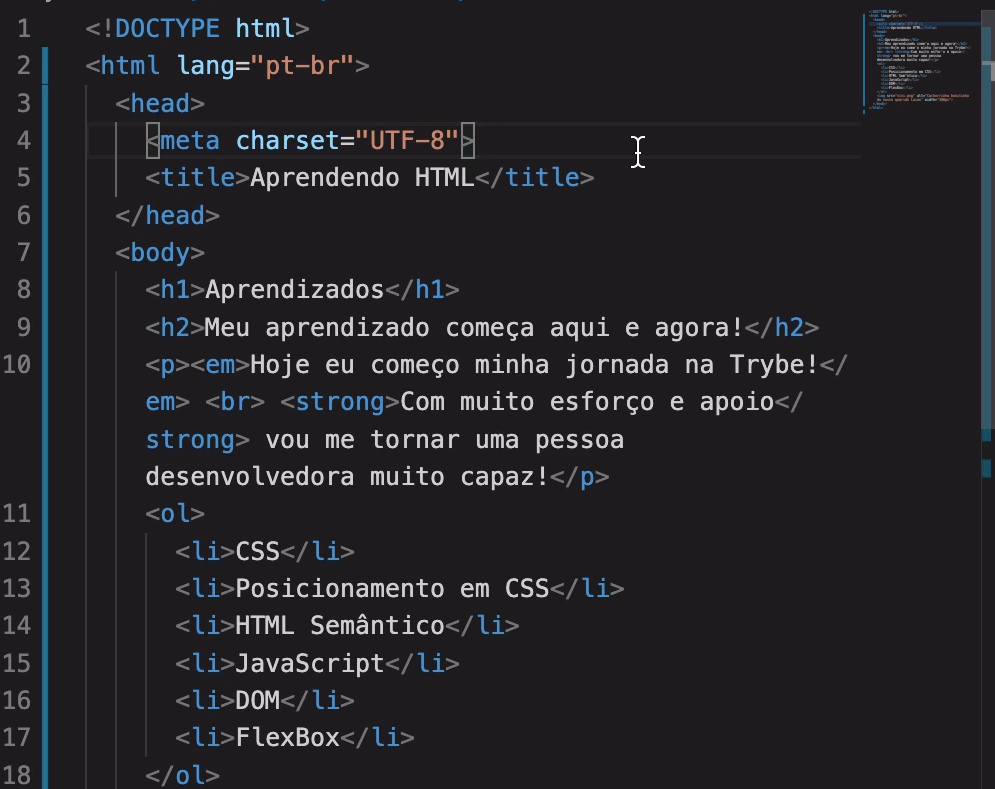 1 <!DOCTYPE html>
2 <html lang="pt-br">
3 <head>
4 <meta charset="UTF-8">
5 <title>Aprendendo HTML</title>
6 </head>
7 <body>
8 <h1>Aprendizados</h1>
9 <h2>Meu aprendizado começa aqui e agora!</h2>
10 <p><em>Hoje eu começo minha jornada na Trybe!</
em> <br> <strong>Com muito esforço e apoio</
strong> vou me tornar uma pessoa
desenvolvedora muito capaz!</p>
11 <ol>
12 <li>CSS</li>
13 <li>Posicionamento em CSS</li>
14 <li>HTML Semântico</li>
15 <li>JavaScript</li>
16 <li>DOM</li>
17 <li>FlexBox</li>
18 </ol>